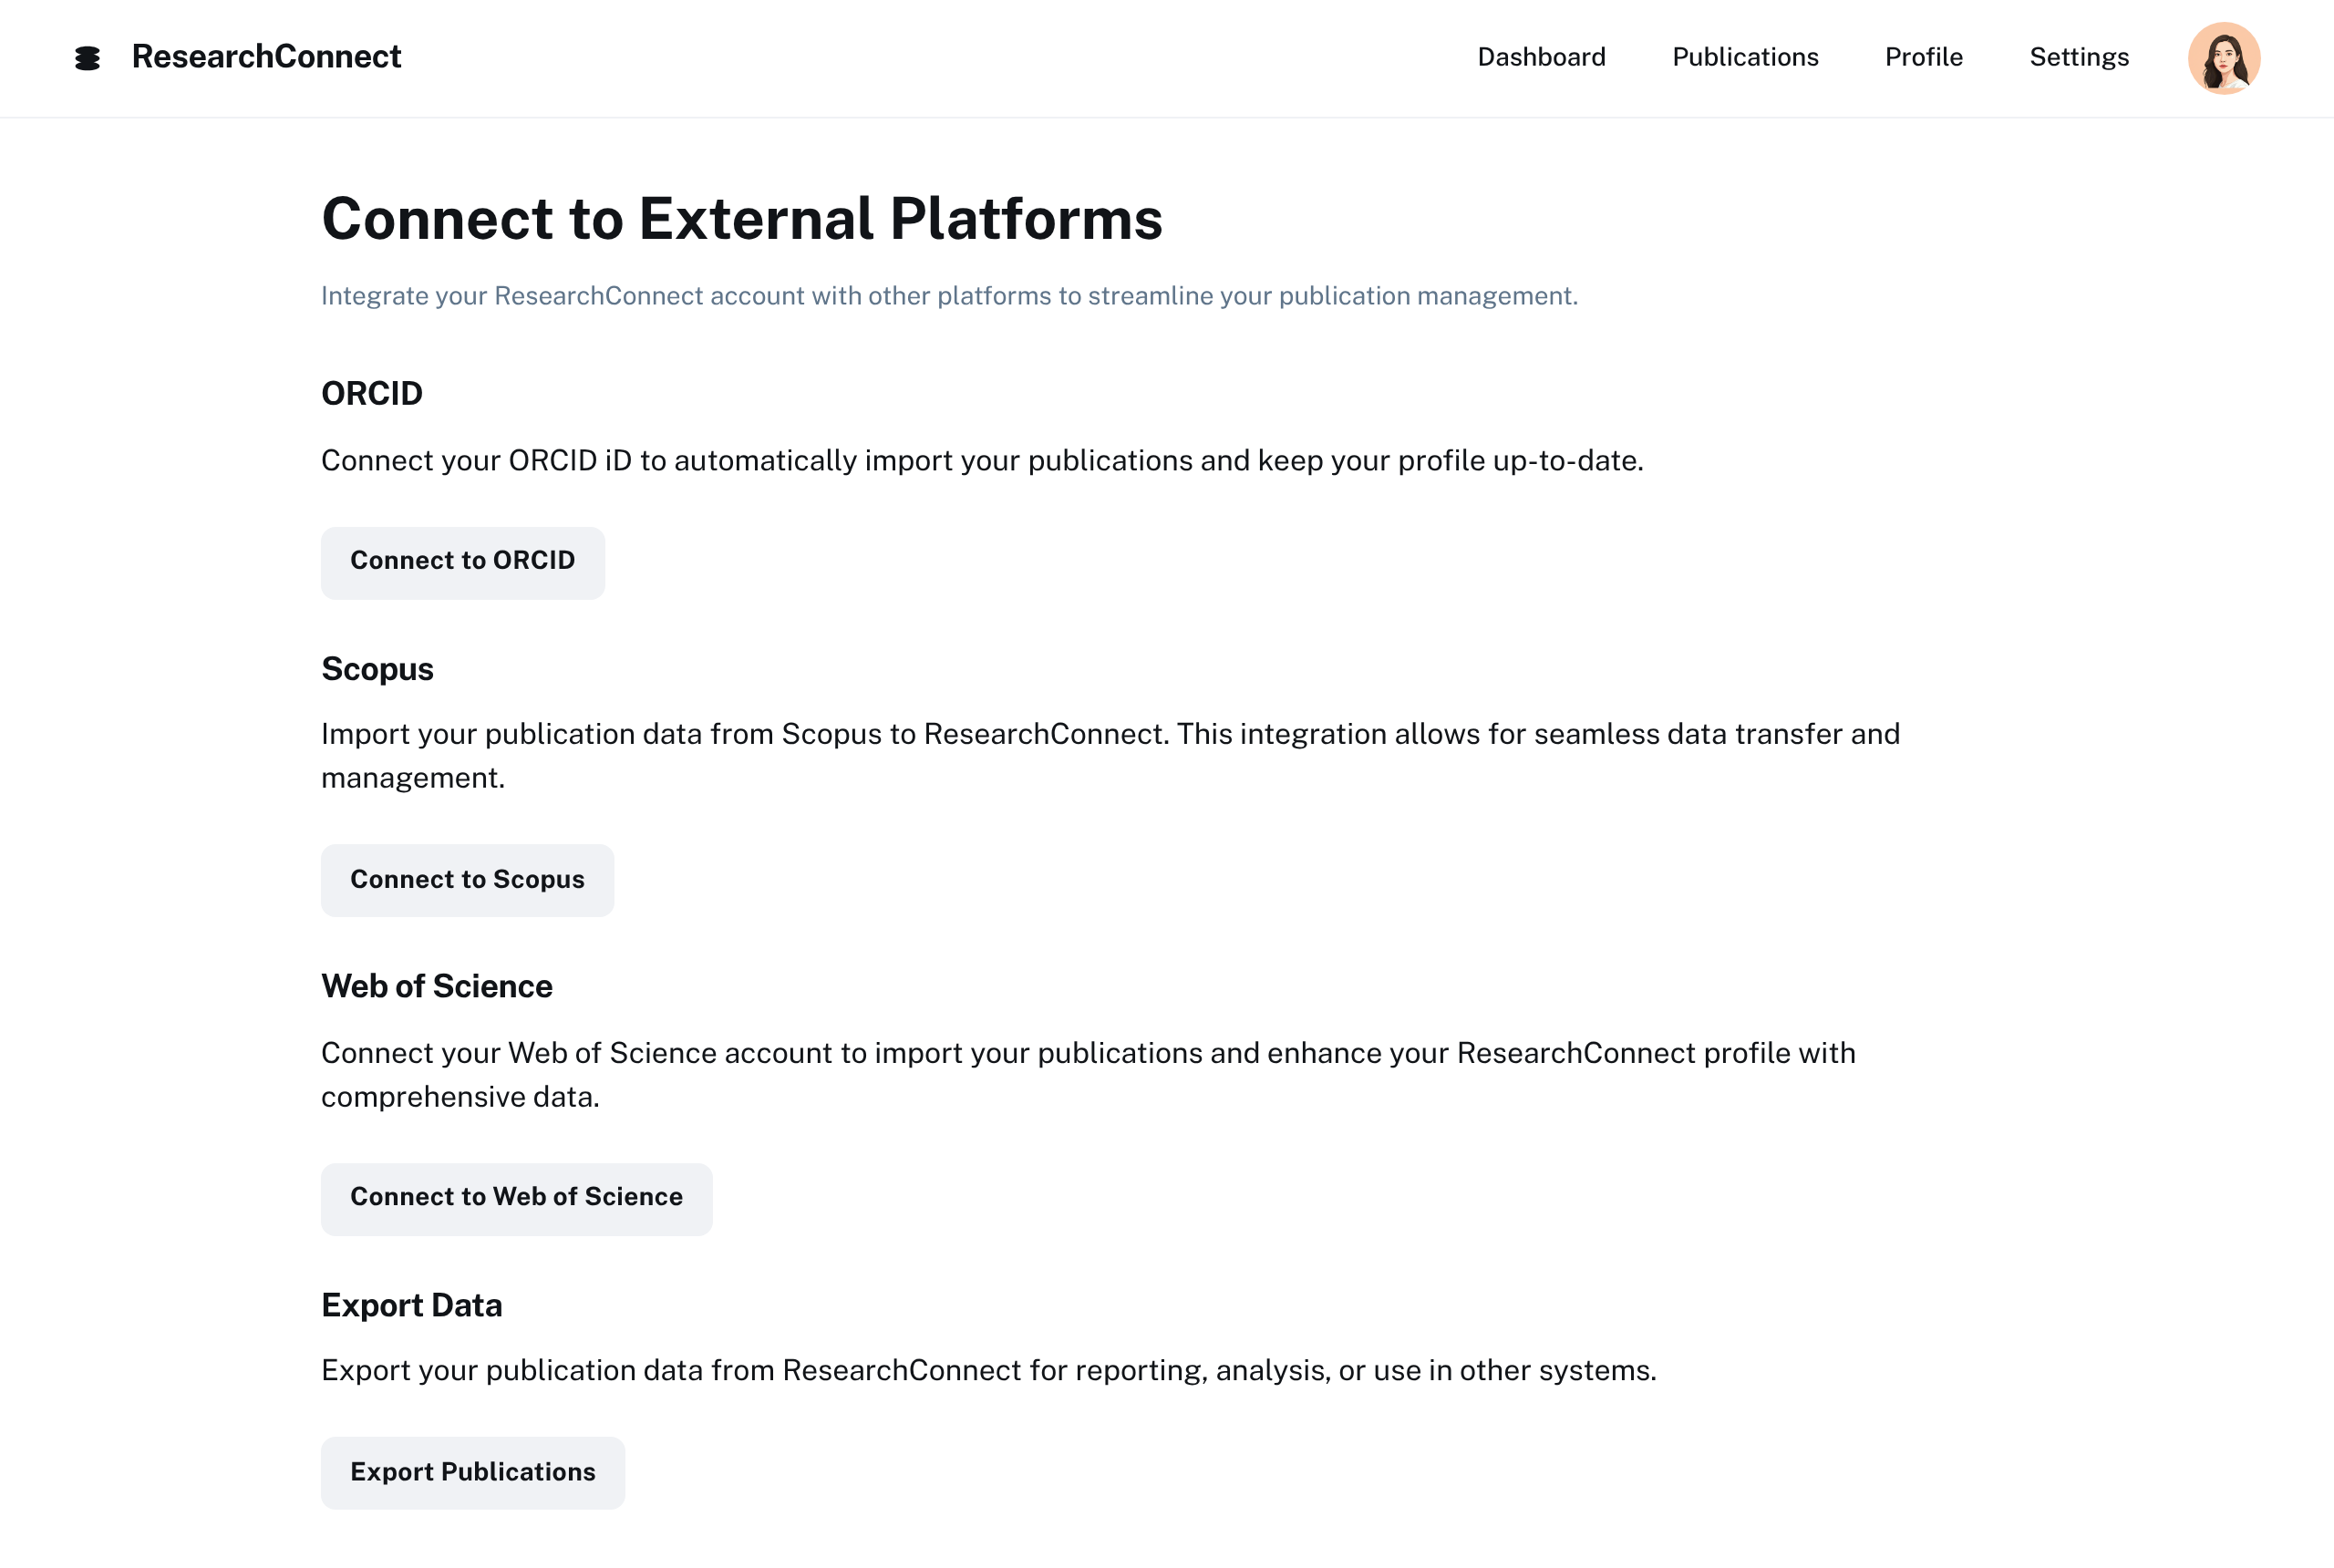 ResearchConnect
Dashboard
Publications
Profile
Settings
Connect to External Platforms
Integrate your ResearchConnect account with other platforms to streamline your publication management.
ORCID
Connect your ORCID iD to automatically import your publications and keep your profile up-to-date.
Connect to ORCID
Scopus
Import your publication data from Scopus to ResearchConnect. This integration allows for seamless data transfer and
management.
Connect to Scopus
Web of Science
Connect your Web of Science account to import your publications and enhance your ResearchConnect profile with
comprehensive data.
Connect to Web of Science
Export Data
Export your publication data from ResearchConnect for reporting, analysis, or use in other systems.
Export Publications